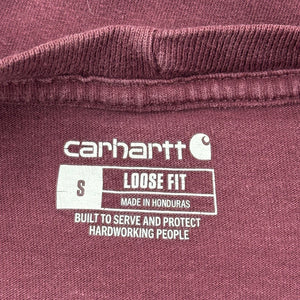 carhartt
S LOOSE FIT
MADE IN HONDURAS
BUILT TO SERVE AND PROTECT
HARDWORKING PEOPLE